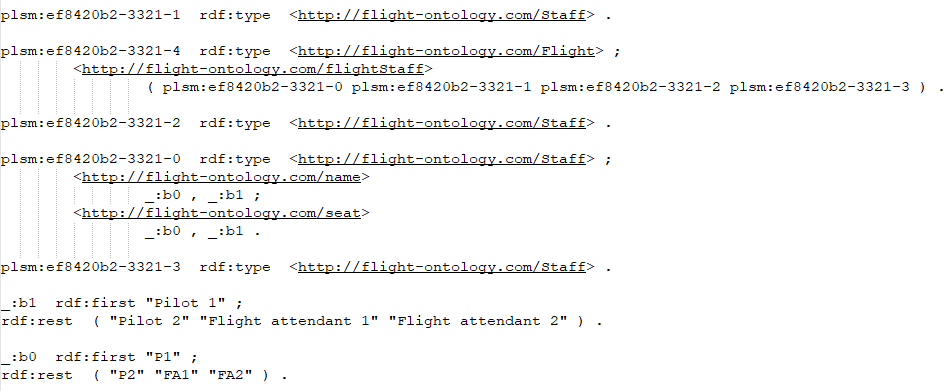 plsm:ef8420b2-3321-1  rdf:type  <http://flight-ontology.com/Staff> .
plsm:ef8420b2-3321-4  rdf:type  <http://flight-ontology.com/Flight> ;
<http://flight-ontology.com/flightStaff>
( plsm:ef8420b2-3321-0 plsm:ef8420b2-3321-1 plsm:ef8420b2-3321-2 plsm:ef8420b2-3321-3 ) .
plsm:ef8420b2-3321-2  rdf:type  <http://flight-ontology.com/Staff> .
plsm:ef8420b2-3321-0  rdf:type  <http://flight-ontology.com/Staff> ;
<http://flight-ontology.com/name>
_:b0 , _:b1 ;
<http://flight-ontology.com/seat>
_:b0 , _:b1 .
plsm:ef8420b2-3321-3  rdf:type  <http://flight-ontology.com/Staff> .
_:b1  rdf:first "Pilot 1" ;
rdf:rest  ( "Pilot 2" "Flight attendant 1" "Flight attendant 2" ) .
_:b0  rdf:first "P1" ;
rdf:rest  ( "P2" "FA1" "FA2" ) .